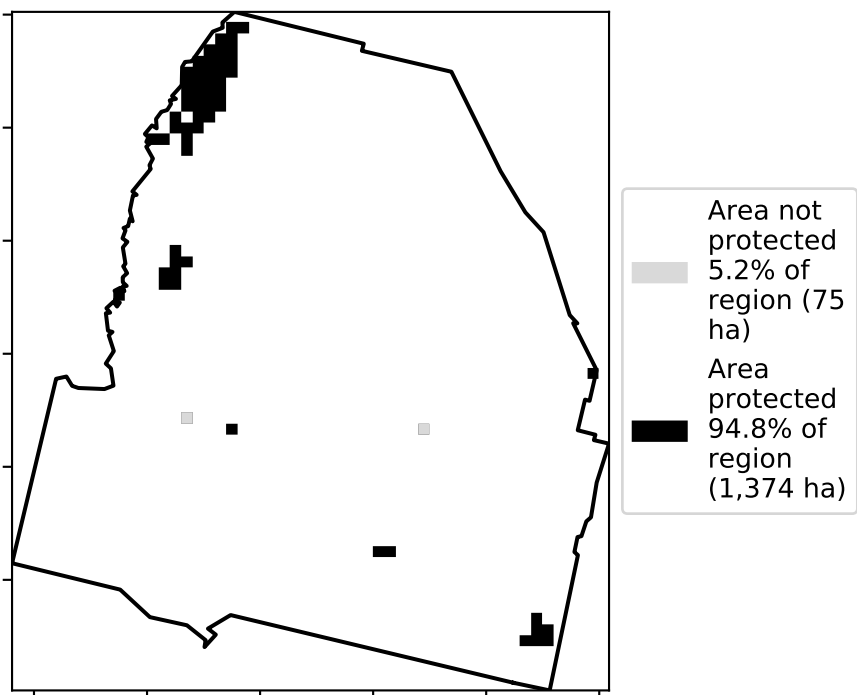 Area not
protected
5.2% of
region (75
ha)
Area
protected
94.8% of
region
(1,374 ha)